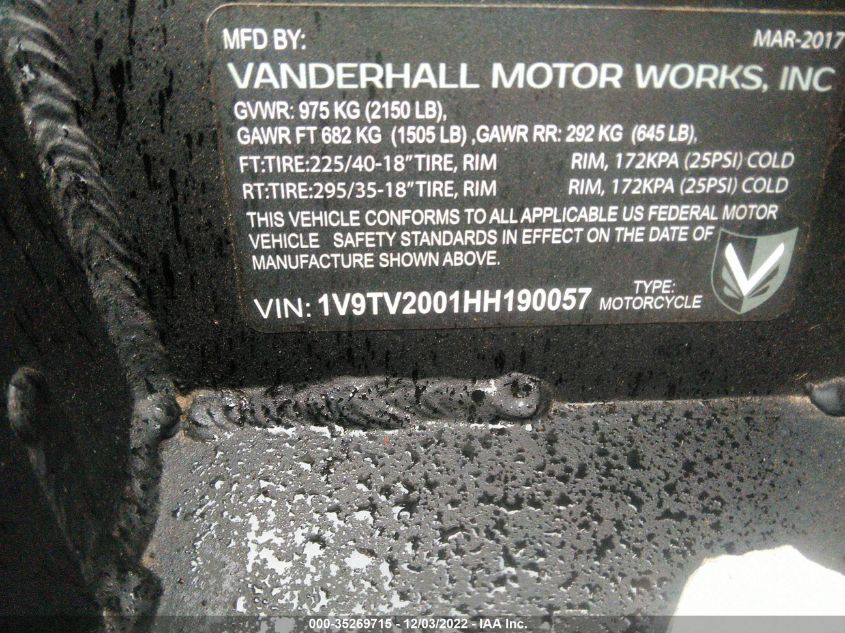 MFD BY: MAR-2017
VANDERHALL MOTOR WORKS, INC
GVWR: 975 KG (2150 LB),
GAWR FT 682 KG (1505 LB) ,GAWR RR: 292 KG (645 LB),
FT:TIRE:225/40-18" TIRE, RIM RIM, 172KPA (25PSI) COLD
RT:TIRE:295/35-18" TIRE, RIM RIM, 172KPA (25PSI) COLD
THIS VEHICLE CONFORMS TO ALL APPLICABLE US FEDERAL MOTOR
VEHICLE SAFETY STANDARDS IN EFFECT ON THE DATE OF
MANUFACTURE SHOWN ABOVE.
VIN: 1V9TV2001HH190057 TYPE:
MOTORCYCLE
V
000-35269715 - 12/03/2022 - IAA Inc.